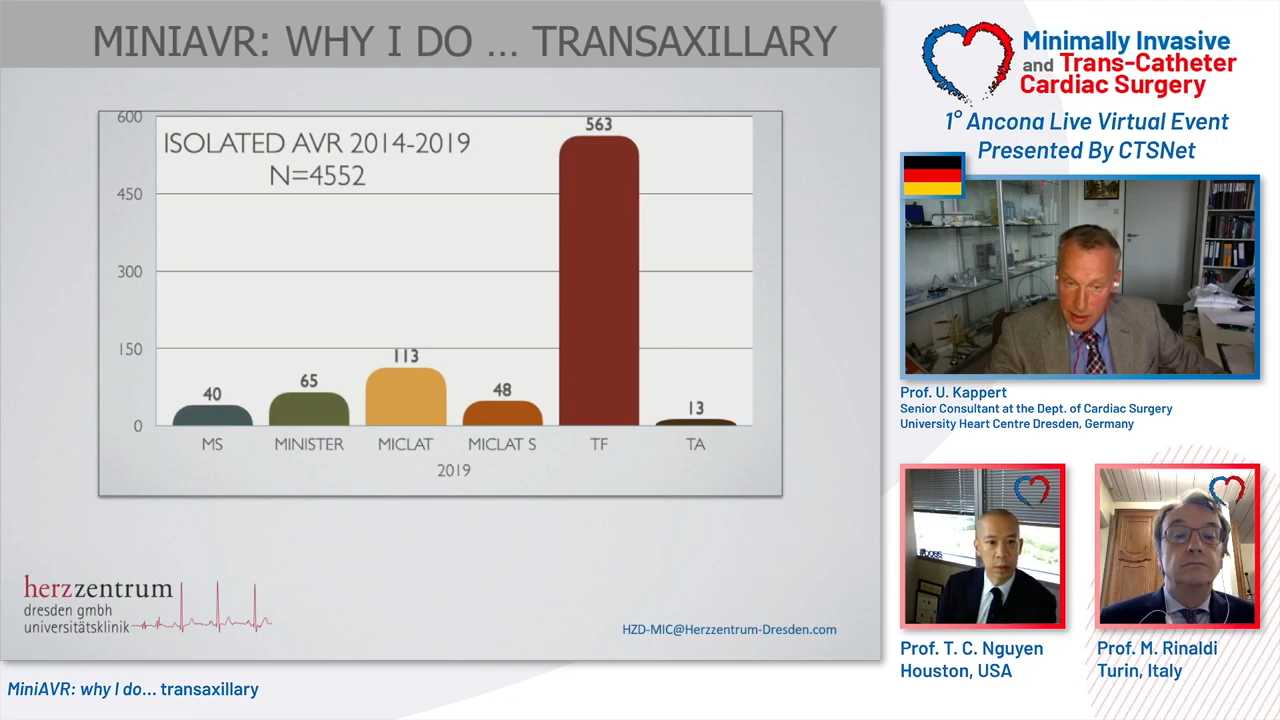 MINIAVR: WHY I DO ... TRANSAXILLARY
ISOLATED AVR 2014-2019
N=4552
600
450
300
150
0
40
65
113
48
563
13
MS
MINISTER
MICLAT
MICLAT S
TF
TA
2019
herzzentrum
dresden gmbh
universitätsklinik
HZD-MIC@Herzzentrum-Dresden.com
MiniAVR: why I do... transaxillary
Minimally Invasive
and Trans-Catheter
Cardiac Surgery
1° Ancona Live Virtual Event
Presented By CTSNet
Prof. U. Kappert
Senior Consultant at the Dept. of Cardiac Surgery
University Heart Centre Dresden, Germany
Prof. T. C. Nguyen
Houston, USA
Prof. M. Rinaldi
Turin, Italy